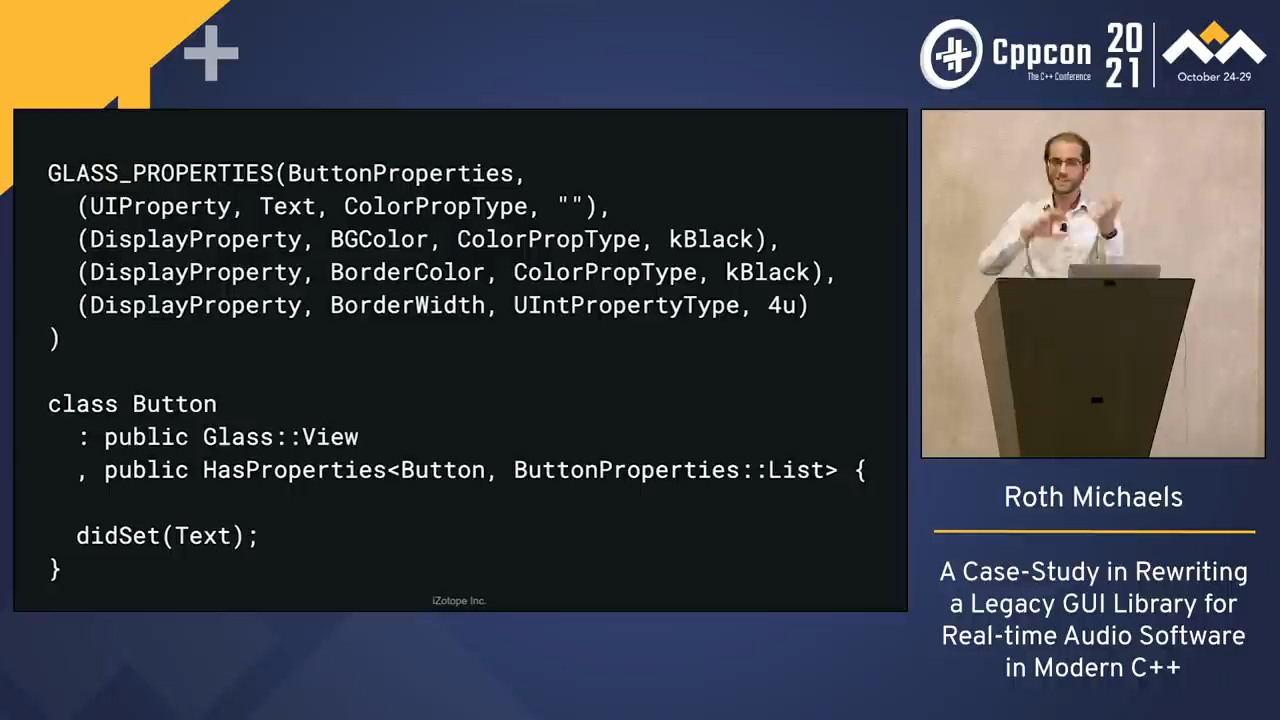 Cppcon
The C++ Conference
20
21
October 24-29
GLASS_PROPERTIES(ButtonProperties,
(UIProperty, Text, ColorPropType, ""),
(DisplayProperty, BGColor, ColorPropType, kBlack),
(DisplayProperty, BorderColor, ColorPropType, kBlack),
(DisplayProperty, BorderWidth, UIntPropertyType, 4u)
)
class Button
: public Glass::View
, public HasProperties<Button, ButtonProperties::List> {
didSet(Text);
}
iZotope Inc.
Roth Michaels
A Case-Study in Rewriting
a Legacy GUI Library for
Real-time Audio Software
in Modern C++